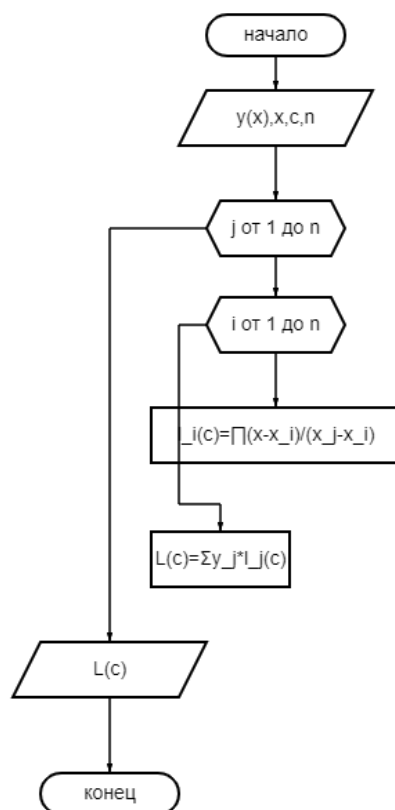 начало
y(x),x,c,n
j от 1 до n
i от 1 до n
l_i(c)=∏(x-x_i)/(x_j-x_i)
L(c)=Σy_j*l_j(c)
L(c)
конец